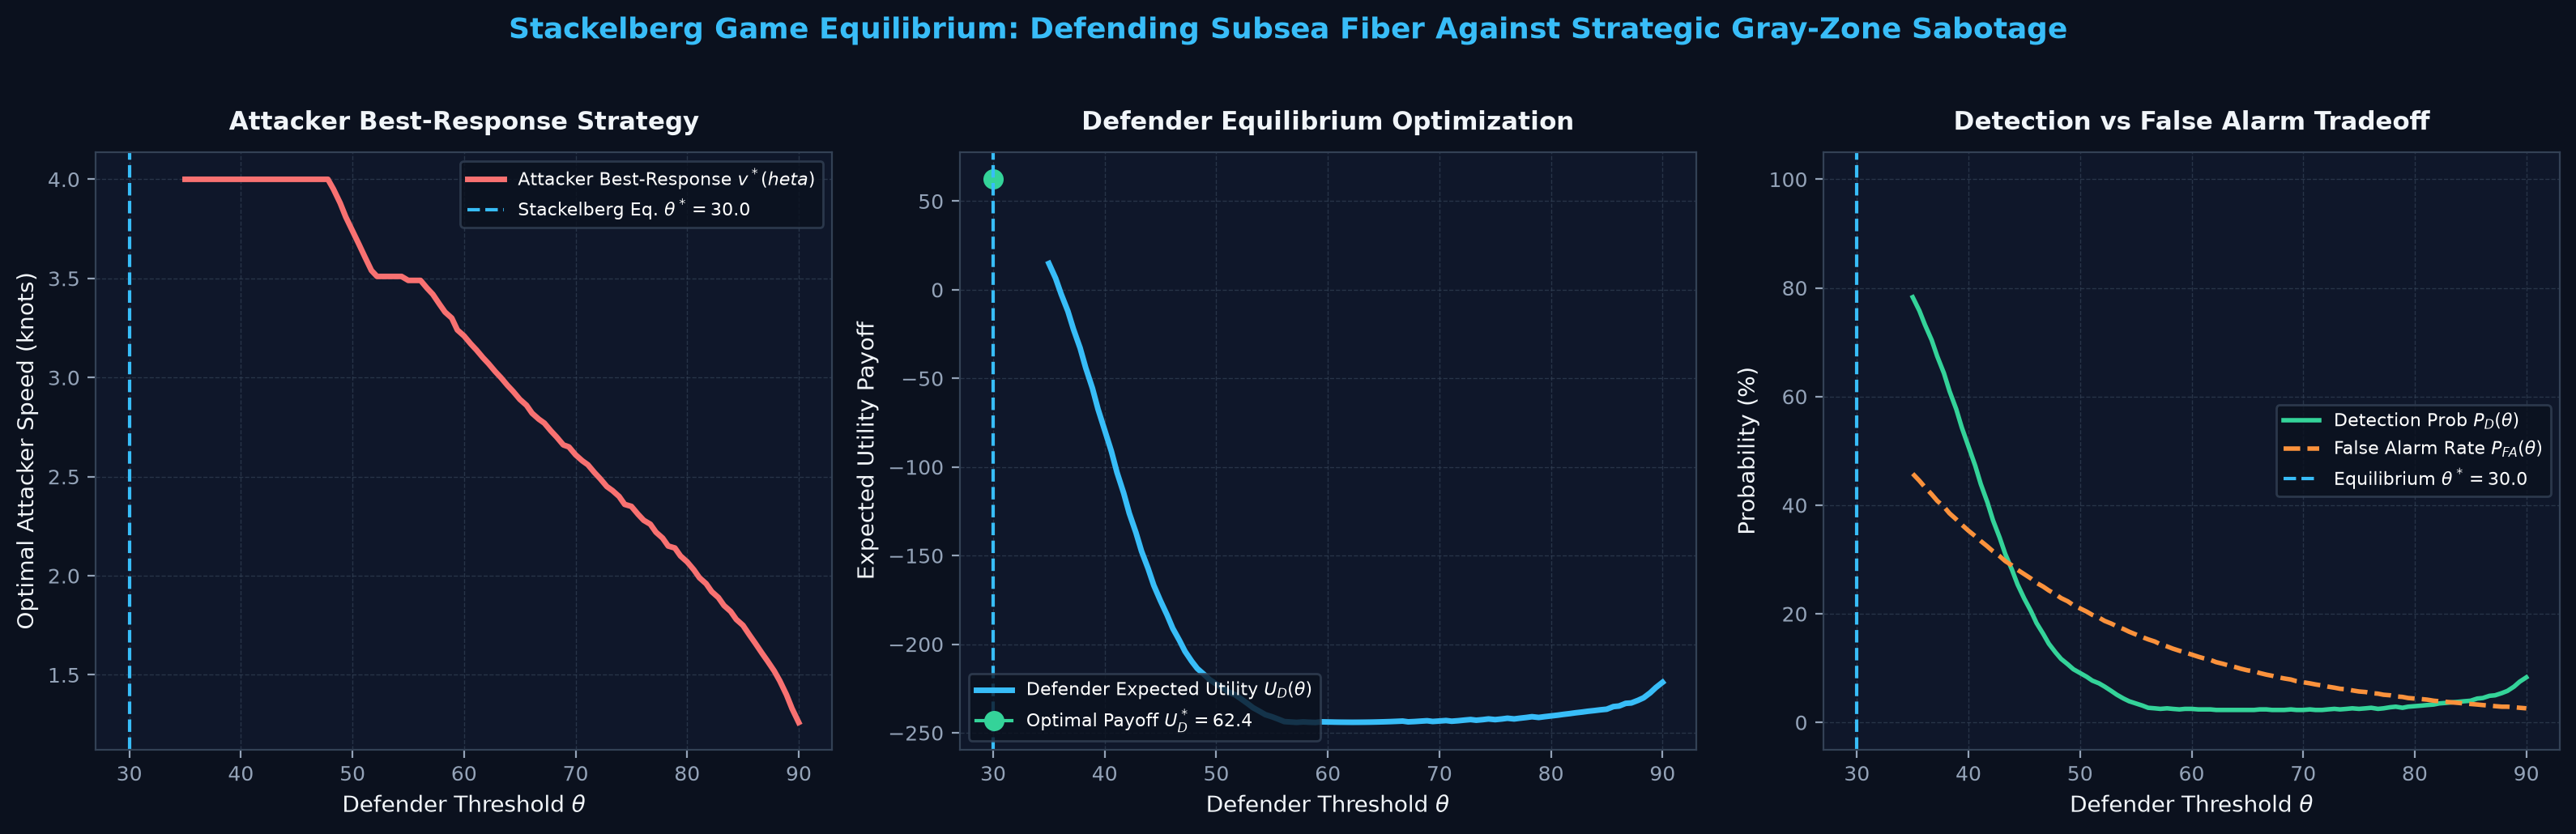 Stackelberg Game Equilibrium: Defending Subsea Fiber Against Strategic Gray-Zone Sabotage
Attacker Best-Response Strategy
Optimal Attacker Speed (knots)
4.0
3.5
3.0
2.5
2.0
1.5
Attacker Best-Response v*(heta)
Stackelberg Eq. θ* = 30.0
30 40 50 60 70 80 90
Defender Threshold θ
Defender Equilibrium Optimization
Expected Utility Payoff
50
0
−50
−100
−150
−200
−250
Defender Expected Utility U_D(θ)
Optimal Payoff U_D* = 62.4
30 40 50 60 70 80 90
Defender Threshold θ
Detection vs False Alarm Tradeoff
Probability (%)
100
80
60
40
20
0
Detection Prob P_D(θ)
False Alarm Rate P_FA(θ)
Equilibrium θ* = 30.0
30 40 50 60 70 80 90
Defender Threshold θ